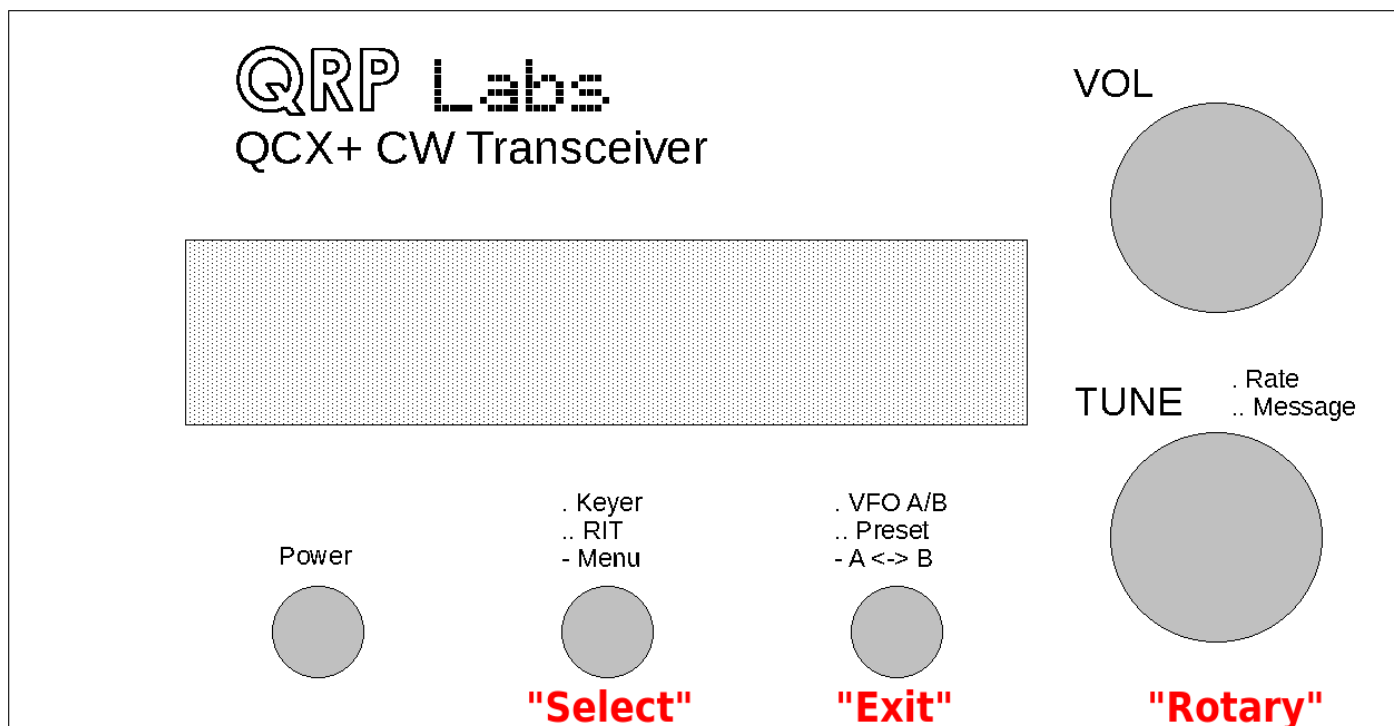 QRP Labs
QCX+ CW Transceiver
VOL
TUNE
. Rate
.. Message
Power
. Keyer
.. RIT
- Menu
. VFO A/B
.. Preset
- A <-> B
"Select"
"Exit"
"Rotary"